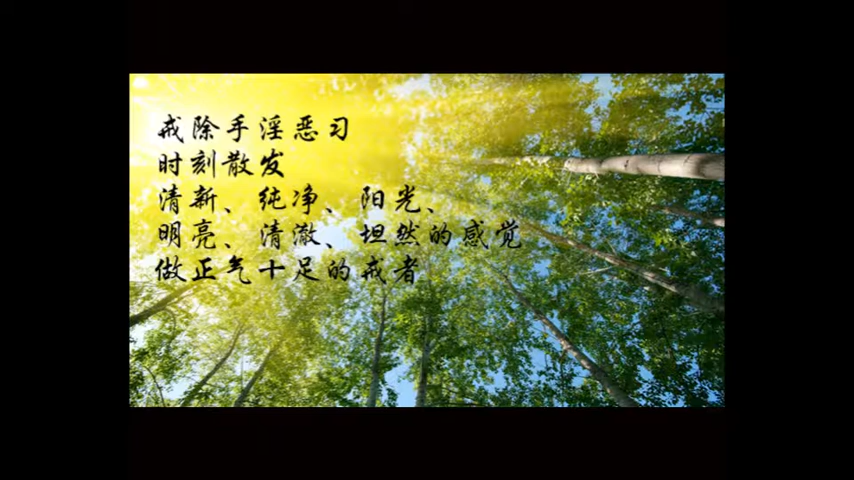 戒除手淫恶习
时刻散发
清新、纯净、阳光、
明亮、清澈、坦然的感觉
做正气十足的戒者